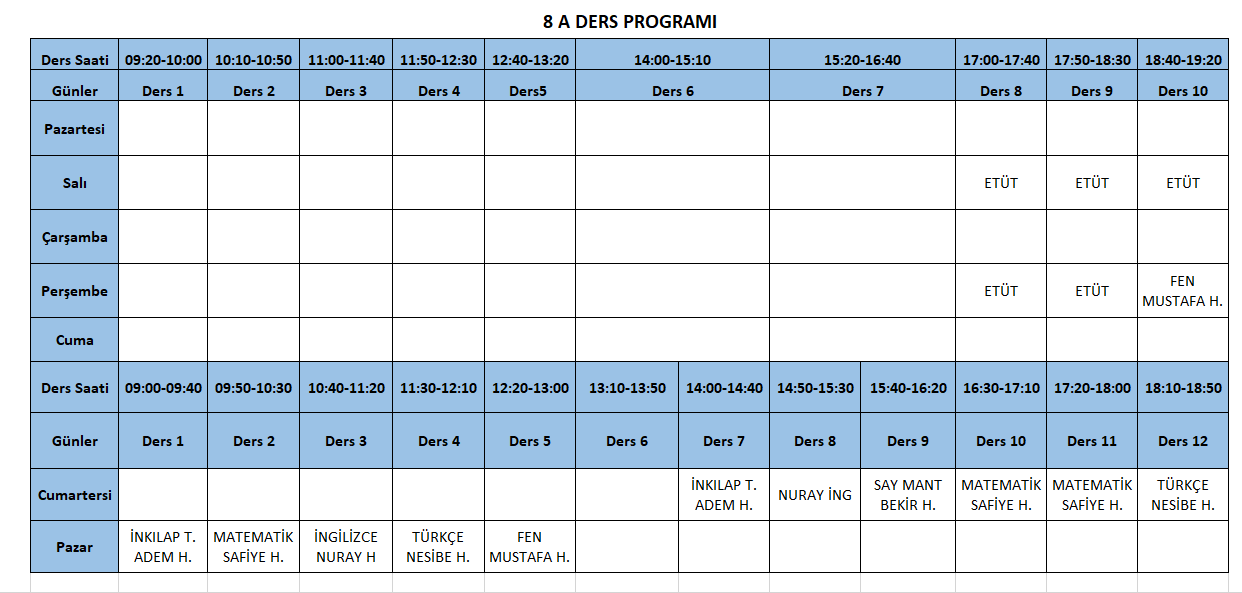 8 A DERS PROGRAMI
Ders Saati 09:20-10:00 10:10-10:50 11:00-11:40 11:50-12:30 12:40-13:20 14:00-15:10 15:20-16:40 17:00-17:40 17:50-18:30 18:40-19:20
Günler Ders 1 Ders 2 Ders 3 Ders 4 Ders5 Ders 6 Ders 7 Ders 8 Ders 9 Ders 10
Pazartesi
Salı ETÜT ETÜT ETÜT
Çarşamba
Perşembe ETÜT ETÜT FEN MUSTAFA H.
Cuma
Ders Saati 09:00-09:40 09:50-10:30 10:40-11:20 11:30-12:10 12:20-13:00 13:10-13:50 14:00-14:40 14:50-15:30 15:40-16:20 16:30-17:10 17:20-18:00 18:10-18:50
Günler Ders 1 Ders 2 Ders 3 Ders 4 Ders 5 Ders 6 Ders 7 Ders 8 Ders 9 Ders 10 Ders 11 Ders 12
Cumartersi İNKILAP T. ADEM H. NURAY İNG SAY MANT BEKİR H. MATEMATİK SAFİYE H. MATEMATİK SAFİYE H. TÜRKÇE NESİBE H.
Pazar İNKILAP T. ADEM H. MATEMATİK SAFİYE H. İNGİLİZCE NURAY H TÜRKÇE NESİBE H. FEN MUSTAFA H.